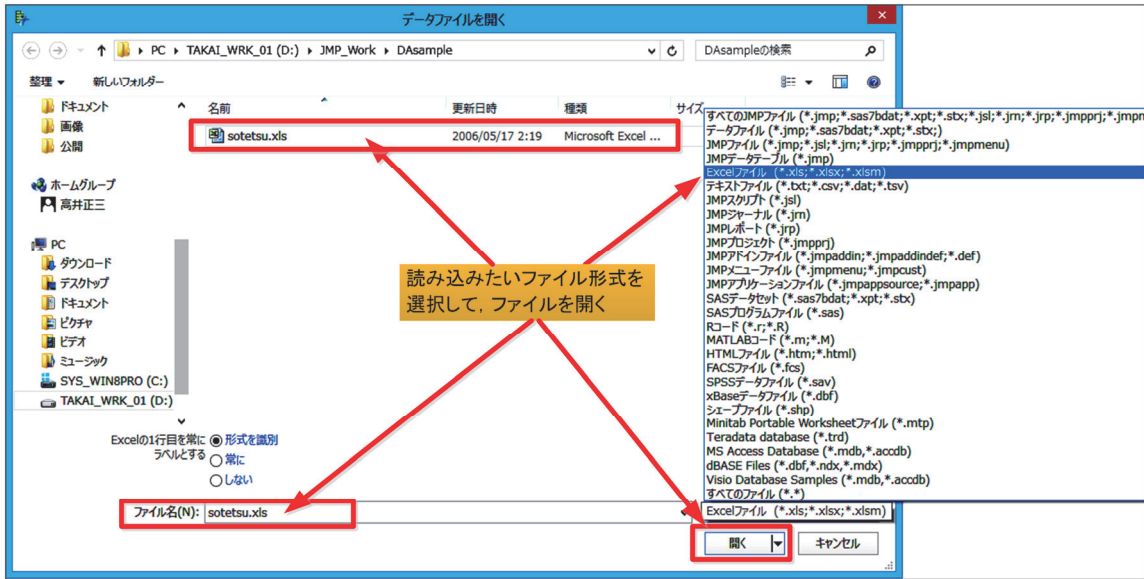 データファイルを開く
PC ▸ TAKAI_WRK_01 (D:) ▸ JMP_Work ▸ DAsample
DAsampleの検索
整理
新しいフォルダー
ドキュメント
画像
公開
ホームグループ
高井正三
PC
ダウンロード
デスクトップ
ドキュメント
ピクチャ
ビデオ
ミュージック
SYS_WIN8PRO (C:)
TAKAI_WRK_01 (D:)
名前 更新日時 種類 サイズ
sotetsu.xls 2006/05/17 2:19 Microsoft Excel ...
読み込みたいファイル形式を
選択して，ファイルを開く
すべてのJMPファイル (*.jmp;*.sas7bdat;*.xpt;*.stx;*.jsl;*.jrn;*.jrp;*.jmpprj;*.jmpm
データファイル (*.jmp;*.sas7bdat;*.xpt;*.stx;)
JMPファイル (*.jmp;*.jsl;*.jrn;*.jrp;*.jmpprj;*.jmpmenu)
JMPデータテーブル (*.jmp)
Excelファイル (*.xls;*.xlsx;*.xlsm)
テキストファイル (*.txt;*.csv;*.dat;*.tsv)
JMPスクリプト (*.jsl)
JMPジャーナル (*.jrn)
JMPレポート (*.jrp)
JMPプロジェクト (*.jmpprj)
JMPアドインファイル (*.jmpaddin;*.jmpaddindef;*.def)
JMPメニューファイル (*.jmpmenu;*.jmpcust)
JMPアプリケーションファイル (*.jmpappsource;*.jmpapp)
SASデータセット (*.sas7bdat;*.xpt;*.stx)
SASプログラムファイル (*.sas)
Rコード (*.r;*.R)
MATLABコード (*.m;*.M)
HTMLファイル (*.htm;*.html)
FACSファイル (*.fcs)
SPSSデータファイル (*.sav)
xBaseデータファイル (*.dbf)
シェープファイル (*.shp)
Minitab Portable Worksheetファイル (*.mtp)
Teradata database (*.trd)
MS Access Database (*.mdb,*.accdb)
dBASE Files (*.dbf,*.ndx,*.mdx)
Visio Database Samples (*.mdb,*.accdb)
すべてのファイル (*.*)
Excelの1行目を常に
ラベルとする
形式を識別
常に
しない
ファイル名(N): sotetsu.xls
Excelファイル (*.xls;*.xlsx;*.xlsm)
開く
キャンセル